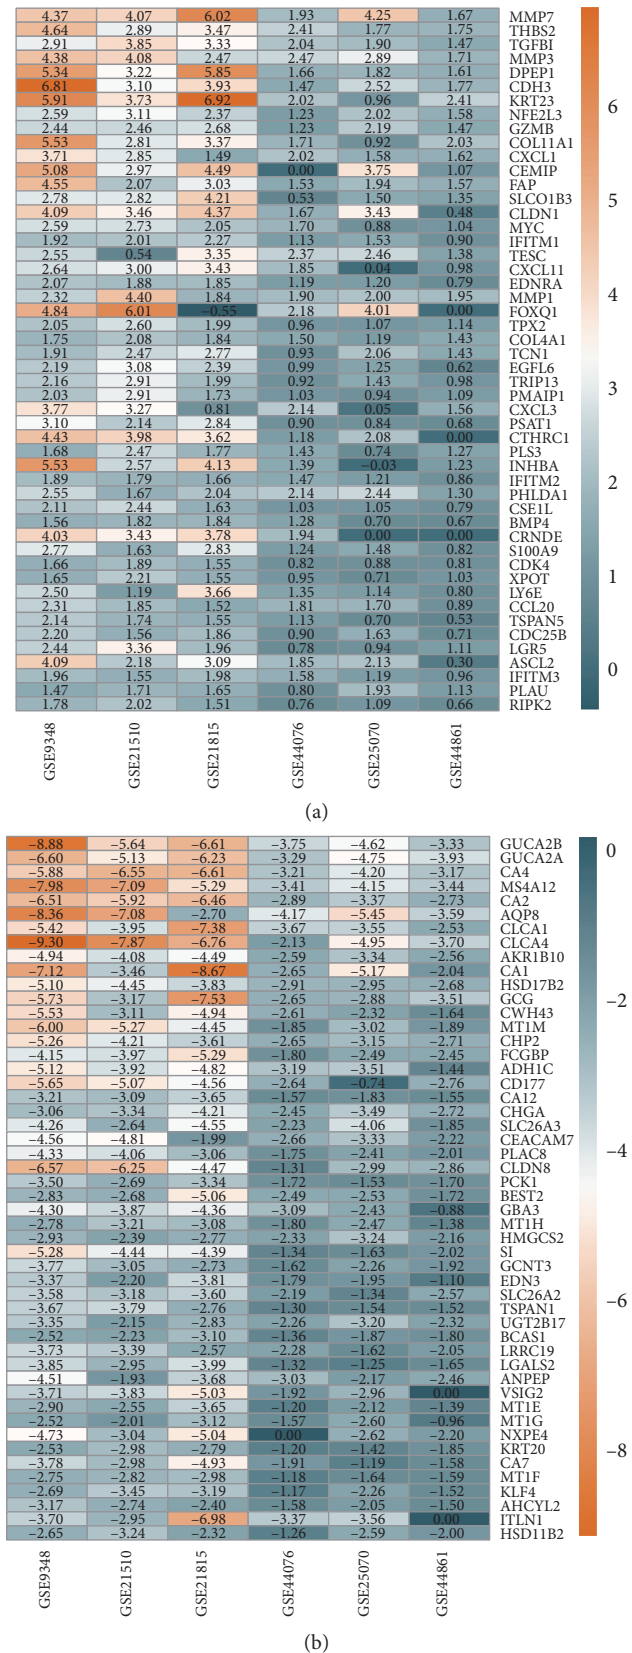 4.37 4.07 6.02 1.93 4.25 1.67 MMP7
4.64 2.89 3.47 2.41 1.77 1.75 THBS2
2.91 3.85 3.33 2.04 1.90 1.47 TGFBI
4.38 4.08 2.47 2.47 2.89 1.71 MMP3
5.34 3.22 5.85 1.66 1.82 1.61 DPEP1
6.81 3.10 3.93 1.47 2.52 1.77 CDH3
5.91 3.73 6.92 2.02 0.96 2.41 KRT23
2.59 3.11 2.37 1.23 2.02 1.58 NFE2L3
2.44 2.46 2.68 1.23 2.19 1.47 GZMB
5.53 2.81 3.37 1.71 0.92 2.03 COL11A1
3.71 2.85 1.49 2.02 1.58 1.62 CXCL1
5.08 2.97 4.49 0.00 3.75 1.07 CEMIP
4.55 2.07 3.03 1.53 1.94 1.57 FAP
2.78 2.82 4.21 0.53 1.50 1.35 SLCO1B3
4.09 3.46 4.37 1.67 3.43 0.48 CLDN1
2.59 2.73 2.05 1.70 0.88 1.04 MYC
1.92 2.01 2.27 1.13 1.53 0.90 IFITM1
2.55 0.54 3.35 2.37 2.46 1.38 TESC
2.64 3.00 3.43 1.85 0.04 0.98 CXCL11
2.07 1.88 1.85 1.19 1.20 0.79 EDNRA
2.32 4.40 1.84 1.90 2.00 1.95 MMP1
4.84 6.01 −0.55 2.18 4.01 0.00 FOXQ1
2.05 2.60 1.99 0.96 1.07 1.14 TPX2
1.75 2.08 1.84 1.50 1.19 1.43 COL4A1
1.91 2.47 2.77 0.93 2.06 1.43 TCN1
2.19 3.08 2.39 0.99 1.25 0.62 EGFL6
2.16 2.91 1.99 0.92 1.43 0.98 TRIP13
2.03 2.91 1.73 1.03 0.94 1.09 PMAIP1
3.77 3.27 0.81 2.14 0.05 1.56 CXCL3
3.10 2.14 2.84 0.90 0.84 0.68 PSAT1
4.43 3.98 3.62 1.18 2.08 0.00 CTHRC1
1.68 2.47 1.77 1.43 0.74 1.27 PLS3
5.53 2.57 4.13 1.39 −0.03 1.23 INHBA
1.89 1.79 1.66 1.47 1.21 0.86 IFITM2
2.55 1.67 2.04 2.14 2.44 1.30 PHLDA1
2.11 2.44 1.63 1.03 1.05 0.79 CSE1L
1.56 1.82 1.84 1.28 0.70 0.67 BMP4
4.03 3.43 3.78 1.94 0.00 0.00 CRNDE
2.77 1.63 2.83 1.24 1.48 0.82 S100A9
1.66 1.89 1.55 0.82 0.88 0.81 CDK4
1.65 2.21 1.55 0.95 0.71 1.03 XPOT
2.50 1.19 3.66 1.35 1.14 0.80 LY6E
2.31 1.85 1.52 1.81 1.70 0.89 CCL20
2.14 1.74 1.55 1.13 0.70 0.53 TSPAN5
2.20 1.56 1.86 0.90 1.63 0.71 CDC25B
2.44 3.36 1.96 0.78 0.94 1.11 LGR5
4.09 2.18 3.09 1.85 2.13 0.30 ASCL2
1.96 1.55 1.98 1.58 1.19 0.96 IFITM3
1.47 1.71 1.65 0.80 1.93 1.13 PLAU
1.78 2.02 1.51 0.76 1.09 0.66 RIPK2
6
5
4
3
2
1
0
GSE9348 GSE21510 GSE21815 GSE44076 GSE25070 GSE44861
(a)
−8.88 −5.64 −6.61 −3.75 −4.62 −3.33 GUCA2B
−6.60 −5.13 −6.23 −3.29 −4.75 −3.93 GUCA2A
−5.88 −6.55 −6.61 −3.21 −4.20 −3.17 CA4
−7.98 −7.09 −5.29 −3.41 −4.15 −3.44 MS4A12
−6.51 −5.92 −6.46 −2.89 −3.37 −2.73 CA2
−8.36 −7.08 −2.70 −4.17 −5.45 −3.59 AQP8
−5.42 −3.95 −7.38 −3.67 −3.55 −2.53 CLCA1
−9.30 −7.87 −6.76 −2.13 −4.95 −3.70 CLCA4
−4.94 −4.08 −4.49 −2.59 −3.34 −2.56 AKR1B10
−7.12 −3.46 −8.67 −2.65 −5.17 −2.04 CA1
−5.10 −4.45 −3.83 −2.91 −2.95 −2.68 HSD17B2
−5.73 −3.17 −7.53 −2.65 −2.88 −3.51 GCG
−5.53 −3.11 −4.94 −2.61 −2.32 −1.64 CWH43
−6.00 −5.27 −4.45 −1.85 −3.02 −1.89 MT1M
−5.26 −4.21 −3.61 −2.65 −3.15 −2.71 CHP2
−4.15 −3.97 −5.29 −1.80 −2.49 −2.45 FCGBP
−5.12 −3.92 −4.82 −3.19 −3.51 −1.44 ADH1C
−5.65 −5.07 −4.56 −2.64 −0.74 −2.76 CD177
−3.21 −3.09 −3.65 −1.57 −1.83 −1.55 CA12
−3.06 −3.34 −4.21 −2.45 −3.49 −2.72 CHGA
−4.26 −2.64 −4.55 −2.23 −4.06 −1.85 SLC26A3
−4.56 −4.81 −1.99 −2.66 −3.33 −2.22 CEACAM7
−4.33 −4.06 −3.06 −1.75 −2.41 −2.01 PLAC8
−6.57 −6.25 −4.47 −1.31 −2.99 −2.86 CLDN8
−3.50 −2.69 −3.34 −1.72 −1.53 −1.70 PCK1
−2.83 −2.68 −5.06 −2.49 −2.53 −1.72 BEST2
−4.30 −3.87 −4.36 −3.09 −2.43 −0.88 GBA3
−2.78 −3.21 −3.08 −1.80 −2.47 −1.38 MT1H
−2.93 −2.39 −2.77 −2.33 −3.24 −2.16 HMGCS2
−5.28 −4.44 −4.39 −1.34 −1.63 −2.02 SI
−3.77 −3.05 −2.73 −1.62 −2.26 −1.92 GCNT3
−3.37 −2.20 −3.81 −1.79 −1.95 −1.10 EDN3
−3.58 −3.18 −3.60 −2.19 −1.34 −2.57 SLC26A2
−3.67 −3.79 −2.76 −1.30 −1.54 −1.52 TSPAN1
−3.35 −2.15 −2.83 −2.26 −3.20 −2.32 UGT2B17
−2.52 −2.23 −3.10 −1.36 −1.87 −1.80 BCAS1
−3.73 −3.39 −2.57 −2.28 −1.62 −2.05 LRRC19
−3.85 −2.95 −3.99 −1.32 −1.25 −1.65 LGALS2
−4.51 −1.93 −3.68 −3.03 −2.17 −2.46 ANPEP
−3.71 −3.83 −5.03 −1.92 −2.96 0.00 VSIG2
−2.90 −2.55 −3.65 −1.20 −2.12 −1.39 MT1E
−2.52 −2.01 −3.12 −1.57 −2.60 −0.96 MT1G
−4.73 −3.04 −5.04 0.00 −2.62 −2.20 NXPE4
−2.53 −2.98 −2.79 −1.20 −1.42 −1.85 KRT20
−3.78 −2.98 −4.93 −1.91 −1.19 −1.58 CA7
−2.75 −2.82 −2.98 −1.18 −1.64 −1.59 MT1F
−2.69 −3.45 −3.19 −1.17 −2.26 −1.52 KLF4
−3.17 −2.74 −2.40 −1.58 −2.05 −1.50 AHCYL2
−3.70 −2.95 −6.98 −3.37 −3.56 0.00 ITLN1
−2.65 −3.24 −2.32 −1.26 −2.59 −2.00 HSD11B2
0
−2
−4
−6
−8
GSE9348 GSE21510 GSE21815 GSE44076 GSE25070 GSE44861
(b)